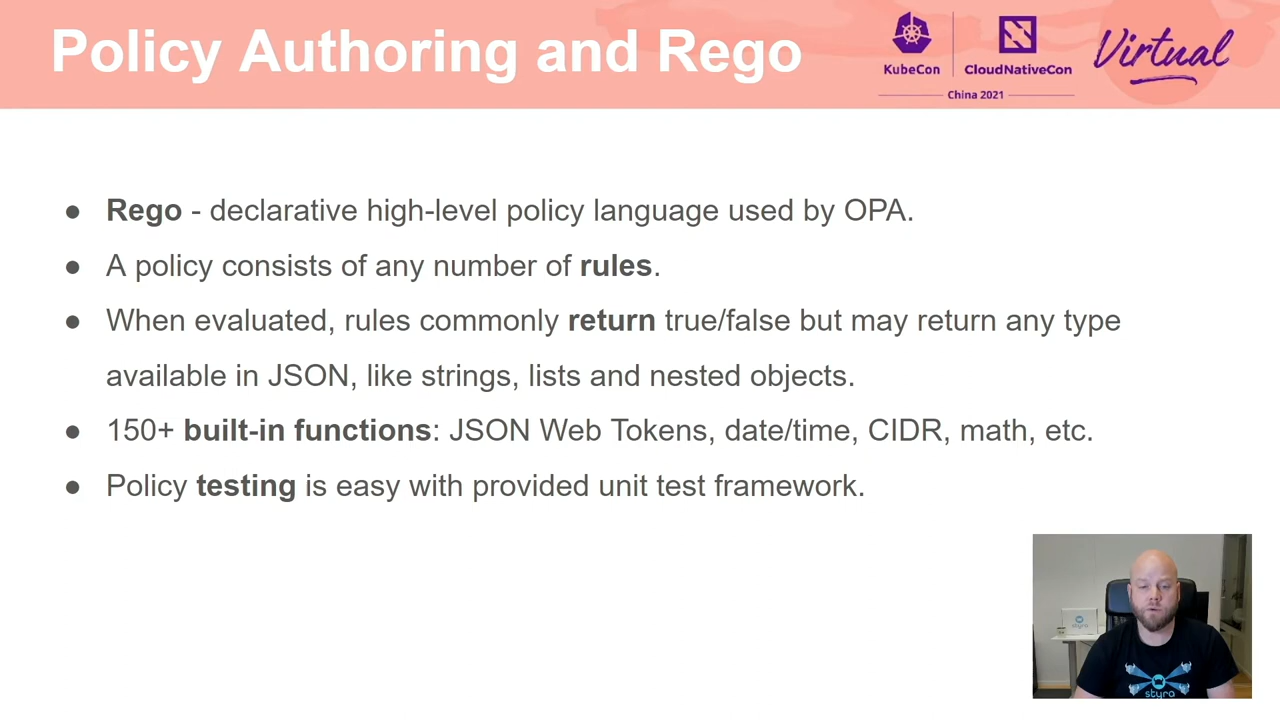 Policy Authoring and Rego
KubeCon
CloudNativeCon
China 2021
Virtual
● Rego - declarative high-level policy language used by OPA.
● A policy consists of any number of rules.
● When evaluated, rules commonly return true/false but may return any type
available in JSON, like strings, lists and nested objects.
● 150+ built-in functions: JSON Web Tokens, date/time, CIDR, math, etc.
● Policy testing is easy with provided unit test framework.
styra
styra